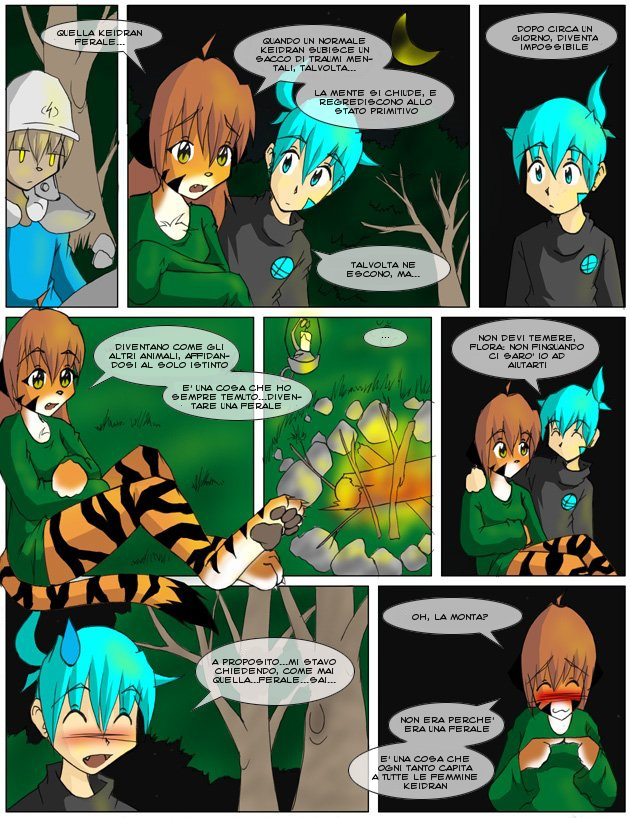 QUELLA KEIDRAN
FERALE...
QUANDO UN NORMALE
KEIDRAN SUBISCE UN
SACCO DI TRAUMI MEN-
TALI, TALVOLTA...
LA MENTE SI CHILDE, E
REGREDISCONO ALLO
STATO PRIMITIVO
TALVOLTA NE
ESCONO, MA...
DOPO CIRCA UN
GIORNO, DIVENTA
IMPOSSIBILE
DIVENTANO COME GLI
ALTRI ANIMALI, AFFIDAN-
DOSI AL SOLO ISTINTO
E' UNA COSA CHE HO
SEMPRE TEMUTO...DIVEN-
TARE UNA FERALE
...
NON DEVI TEMERE,
FLORA: NON FINQUANDO
CI SARO' IO AD
AIUTARTI
A PROPOSITO...MI STAVO
CHIEDENDO, COME MAI
QUELLA...FERALE...SAI...
OH, LA MONTA?
NON ERA PERCHE'
ERA UNA FERALE
E' UNA COSA CHE
OGNI TANTO CAPITA
A TUTTE LE FEMMINE
KEIDRAN